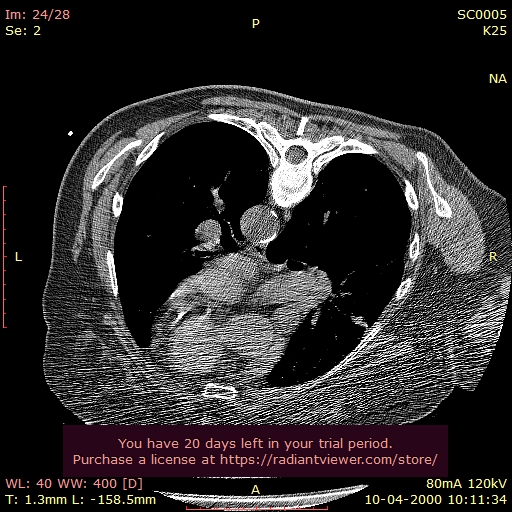 Im: 24/28
Se: 2
P
SC0005
K25
NA
L
R
You have 20 days left in your trial period.
Purchase a license at https://radiantviewer.com/store/
WL: 40 WW: 400 [D]
T: 1.3mm L: -158.5mm
A
80mA 120kV
10-04-2000 10:11:34